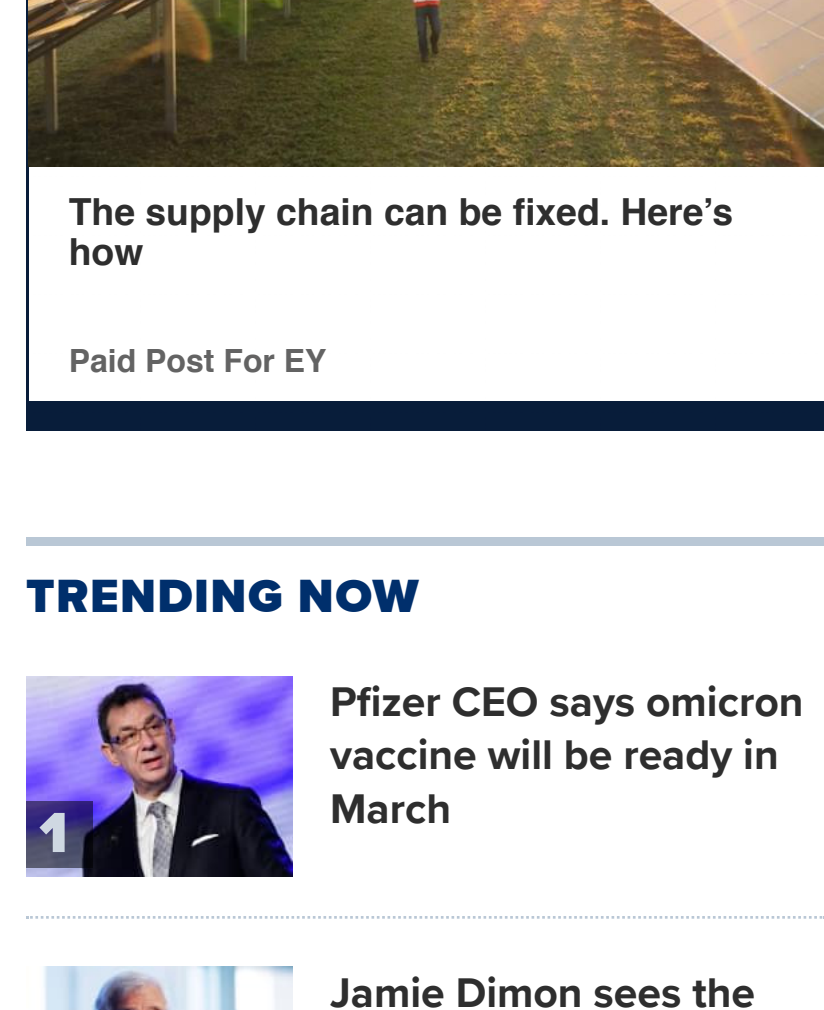 The supply chain can be fixed. Here’s
how
Paid Post For EY
TRENDING NOW
1
Pfizer CEO says omicron
vaccine will be ready in
March
Jamie Dimon sees the